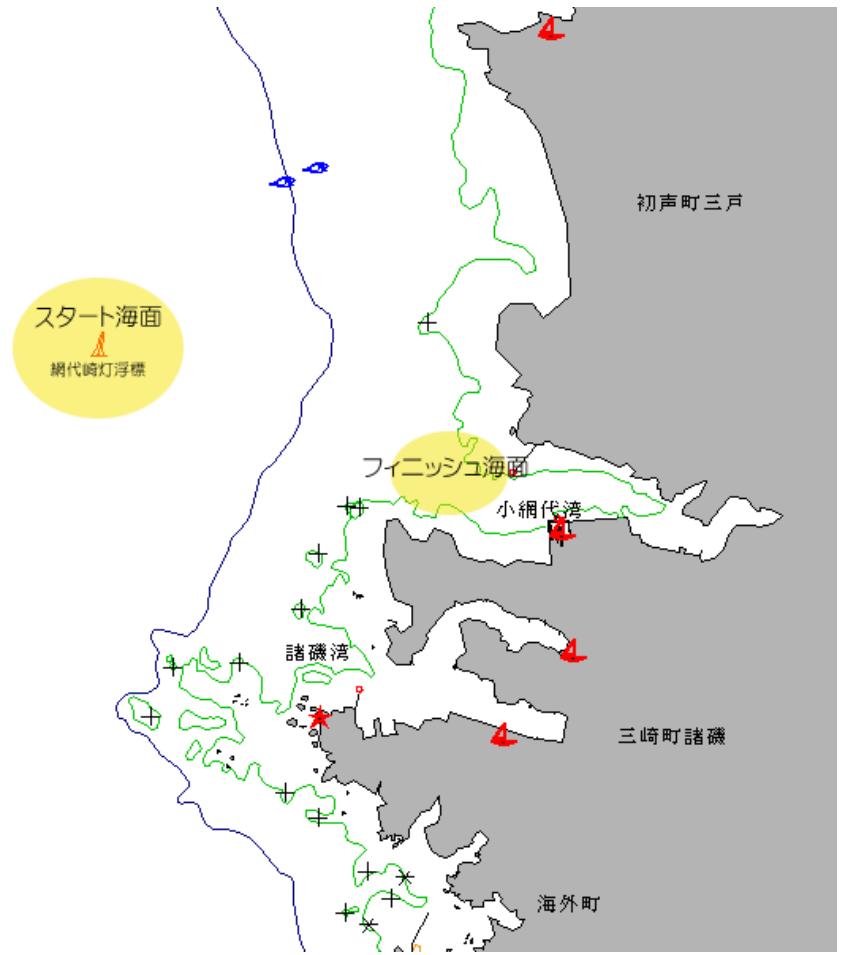 初声町三戸
スタート海面
網代崎灯浮標
フィニッシュ海面
小網代湾
諸磯湾
三崎町諸磯
海外町